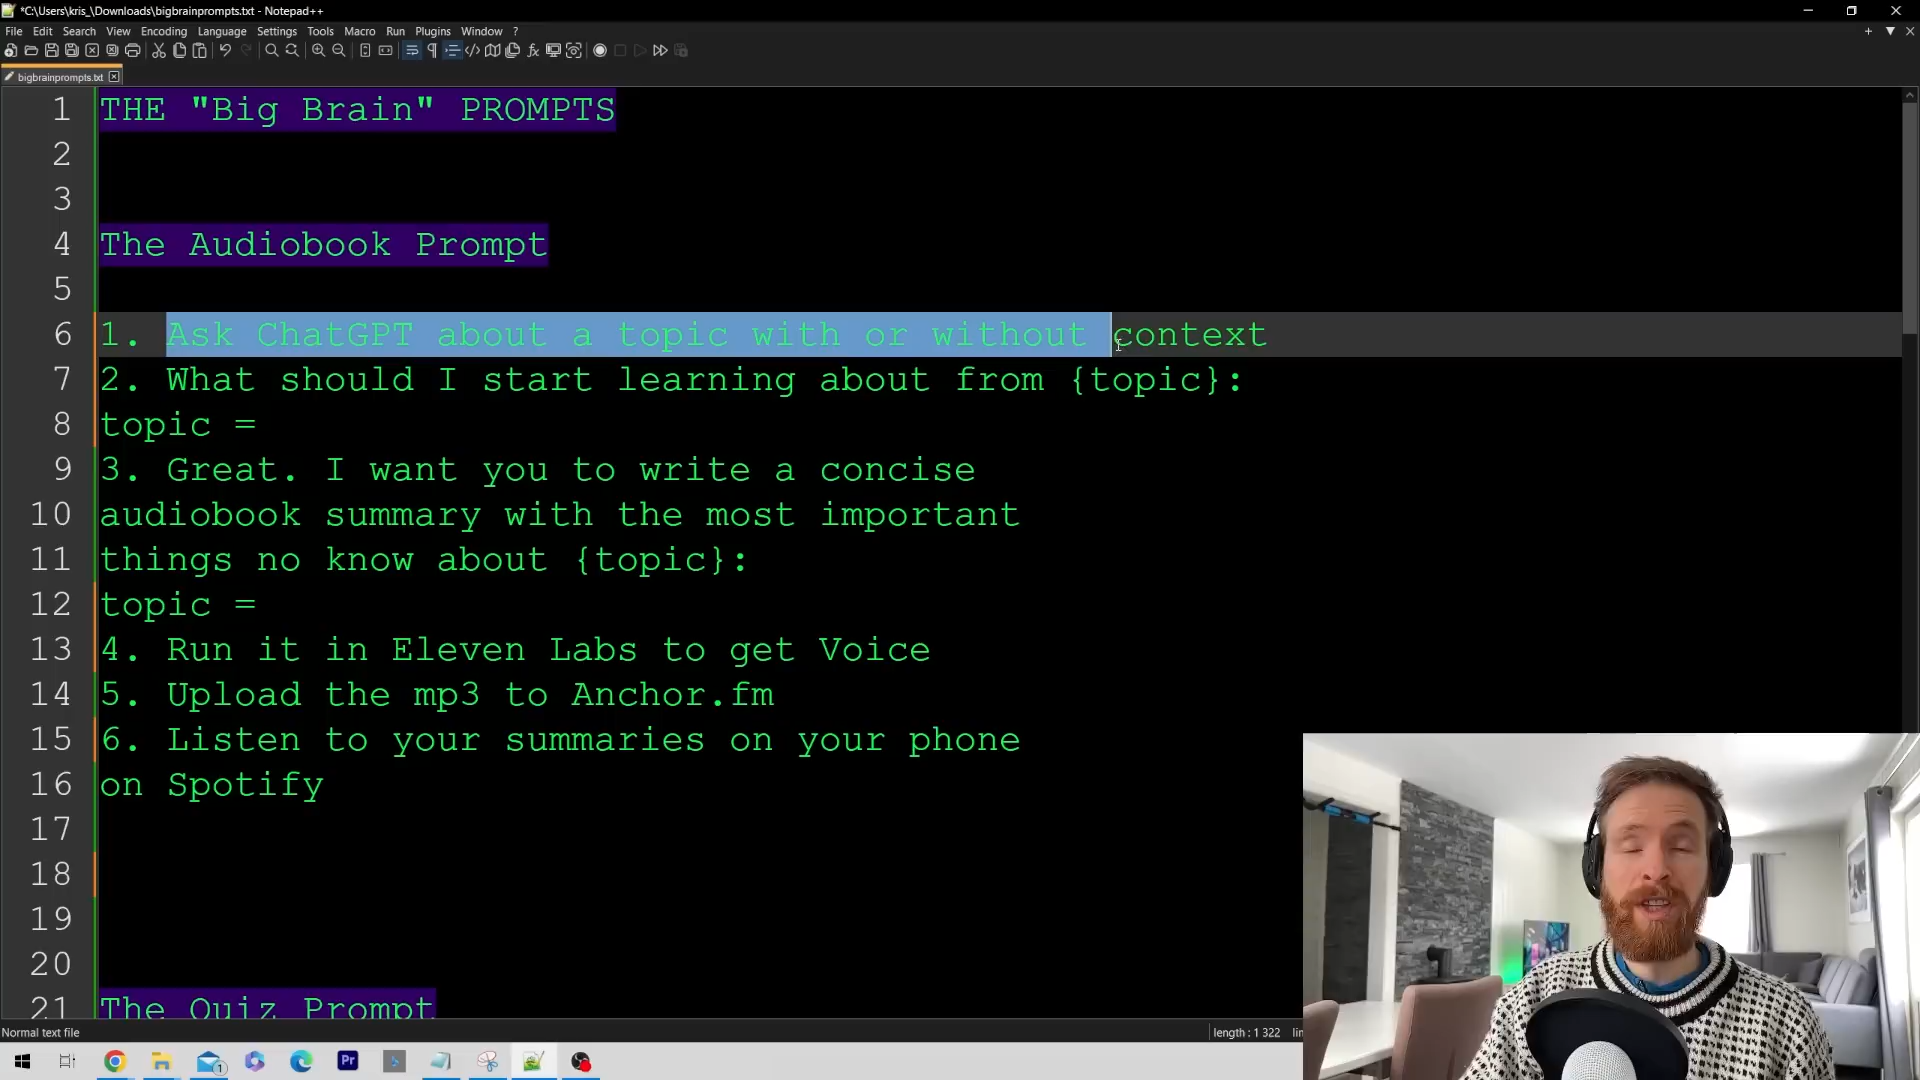 *C:\Users\kris_\Downloads\bigbrainprompts.txt - Notepad++
File Edit Search View Encoding Language Settings Tools Macro Run Plugins Window ?
bigbrainprompts.txt
1 THE "Big Brain" PROMPTS
2
3
4 The Audiobook Prompt
5
6 1. Ask ChatGPT about a topic with or without context
7 2. What should I start learning about from {topic}:
8 topic =
9 3. Great. I want you to write a concise
10 audiobook summary with the most important
11 things no know about {topic}:
12 topic =
13 4. Run it in Eleven Labs to get Voice
14 5. Upload the mp3 to Anchor.fm
15 6. Listen to your summaries on your phone
16 on Spotify
17
18
19
20
21 The Quiz Prompt
Normal text file
length : 1 322 lin
1
Pr